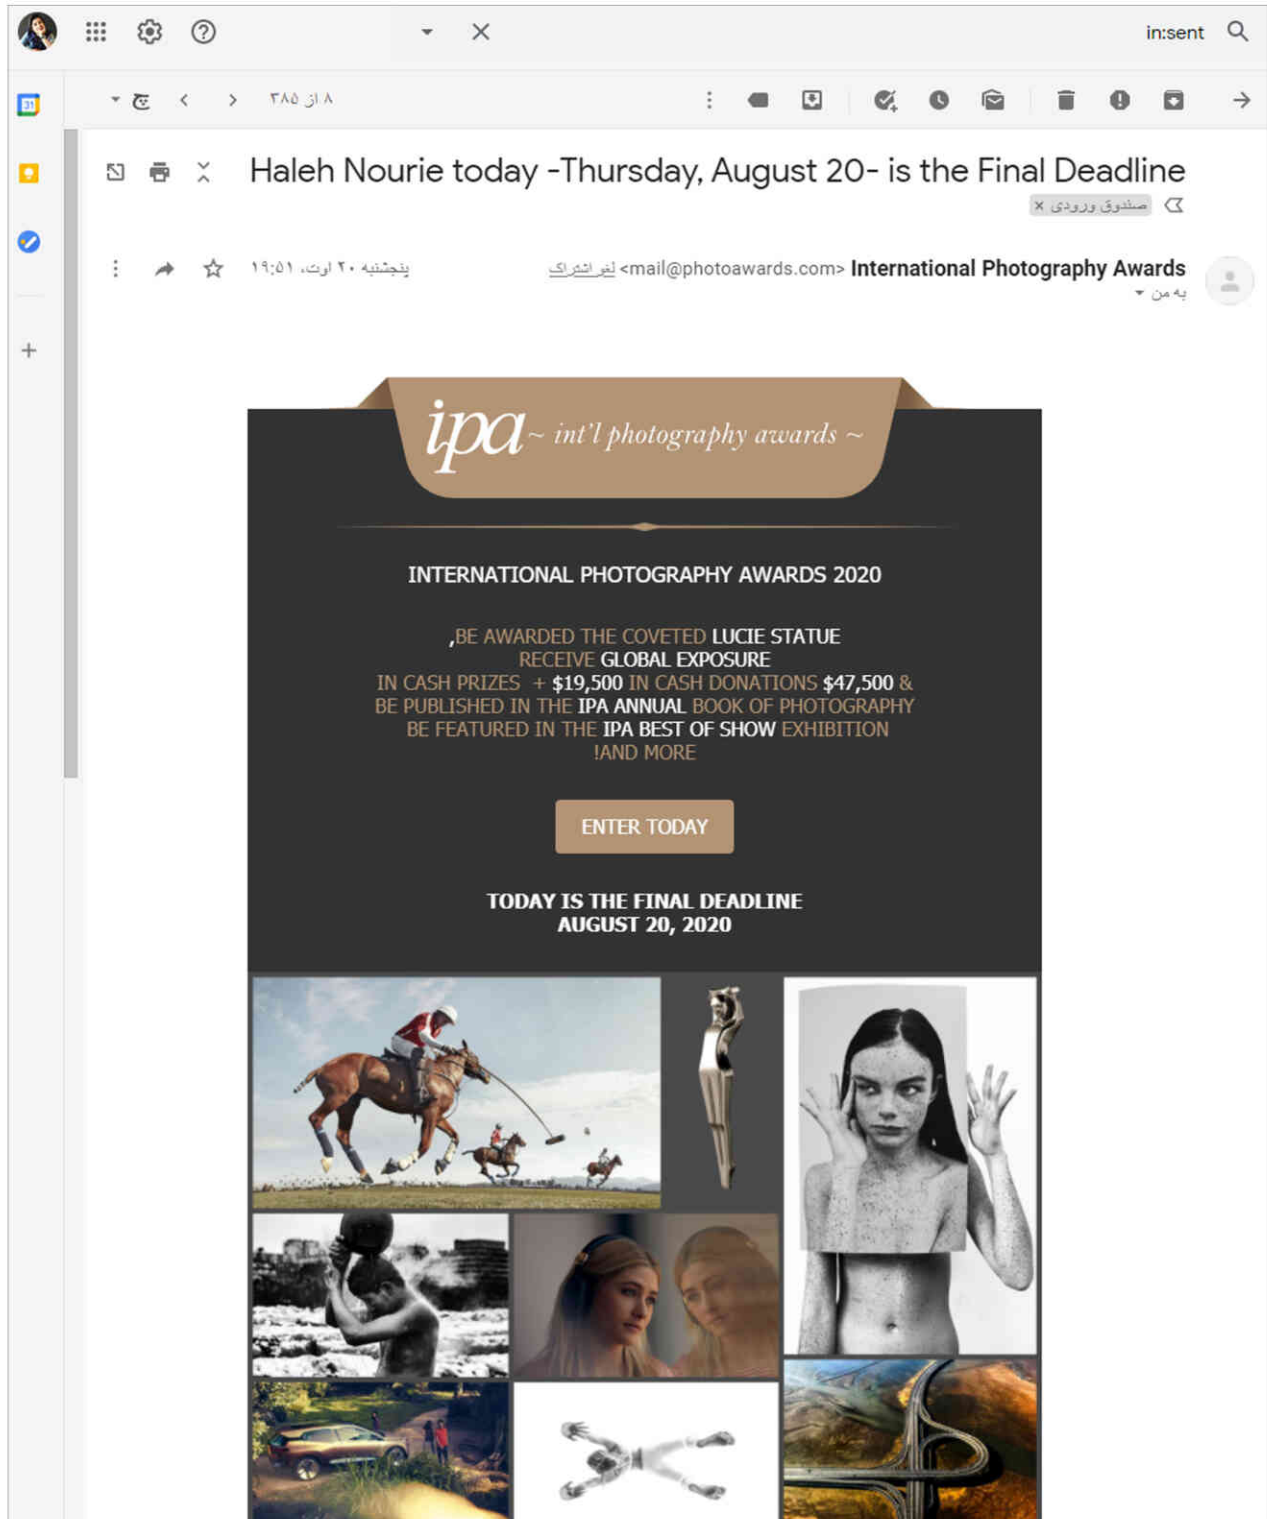 in:sent
۸ از ۳۸۵
Haleh Nourie today -Thursday, August 20- is the Final Deadline
صندوق ورودی ×
International Photography Awards <mail@photoawards.com> لغو اشتراک
پنجشنبه ۲۰ اوت، ۱۹:۵۱
به من
ipa ~ int'l photography awards ~
INTERNATIONAL PHOTOGRAPHY AWARDS 2020
,BE AWARDED THE COVETED LUCIE STATUE
RECEIVE GLOBAL EXPOSURE
IN CASH PRIZES + $19,500 IN CASH DONATIONS $47,500 &
BE PUBLISHED IN THE IPA ANNUAL BOOK OF PHOTOGRAPHY
BE FEATURED IN THE IPA BEST OF SHOW EXHIBITION
!AND MORE
ENTER TODAY
TODAY IS THE FINAL DEADLINE
AUGUST 20, 2020
31